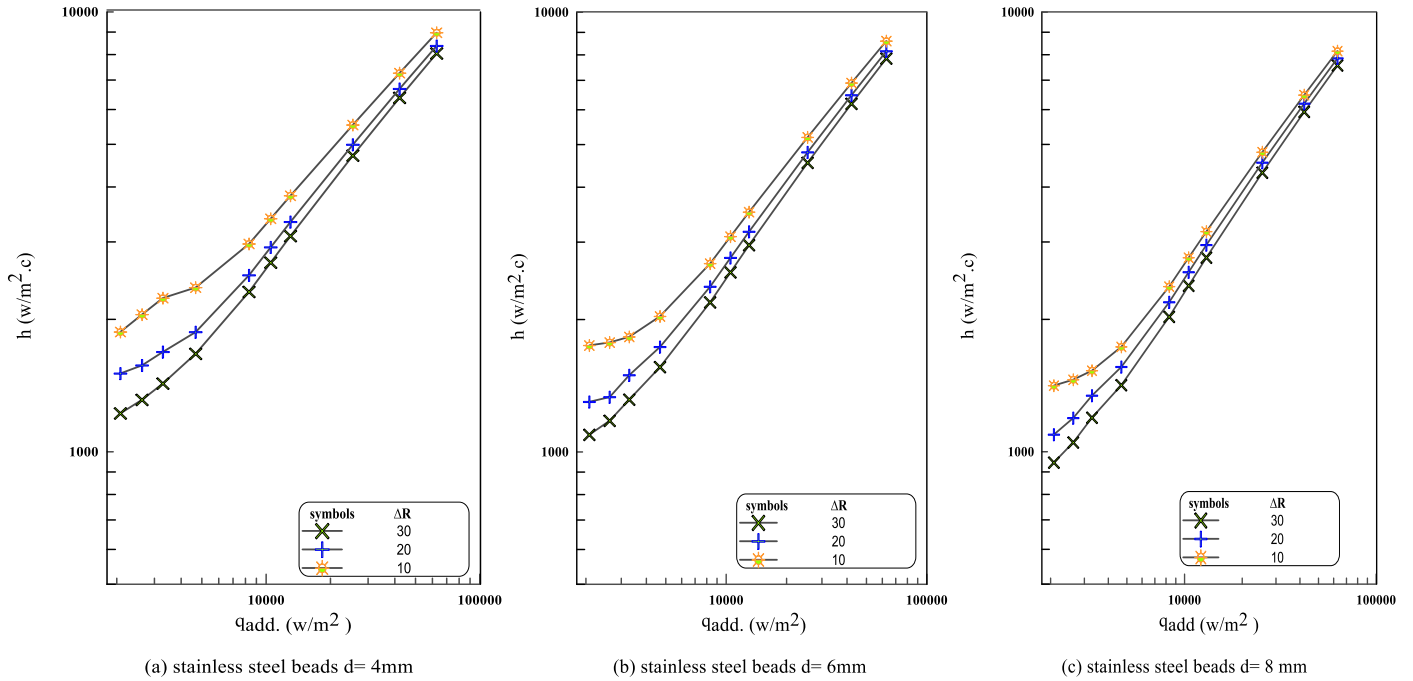 10000
1000
h (w/m².c)
symbols ΔR
30
20
10
10000 100000
qadd. (w/m²)
(a) stainless steel beads d= 4mm
10000
1000
h (w/m².c)
symbols ΔR
30
20
10
10000 100000
qadd. (w/m²)
(b) stainless steel beads d= 6mm
10000
1000
h (w/m².c)
symbols ΔR
30
20
10
10000 100000
qadd (w/m²)
(c) stainless steel beads d= 8 mm